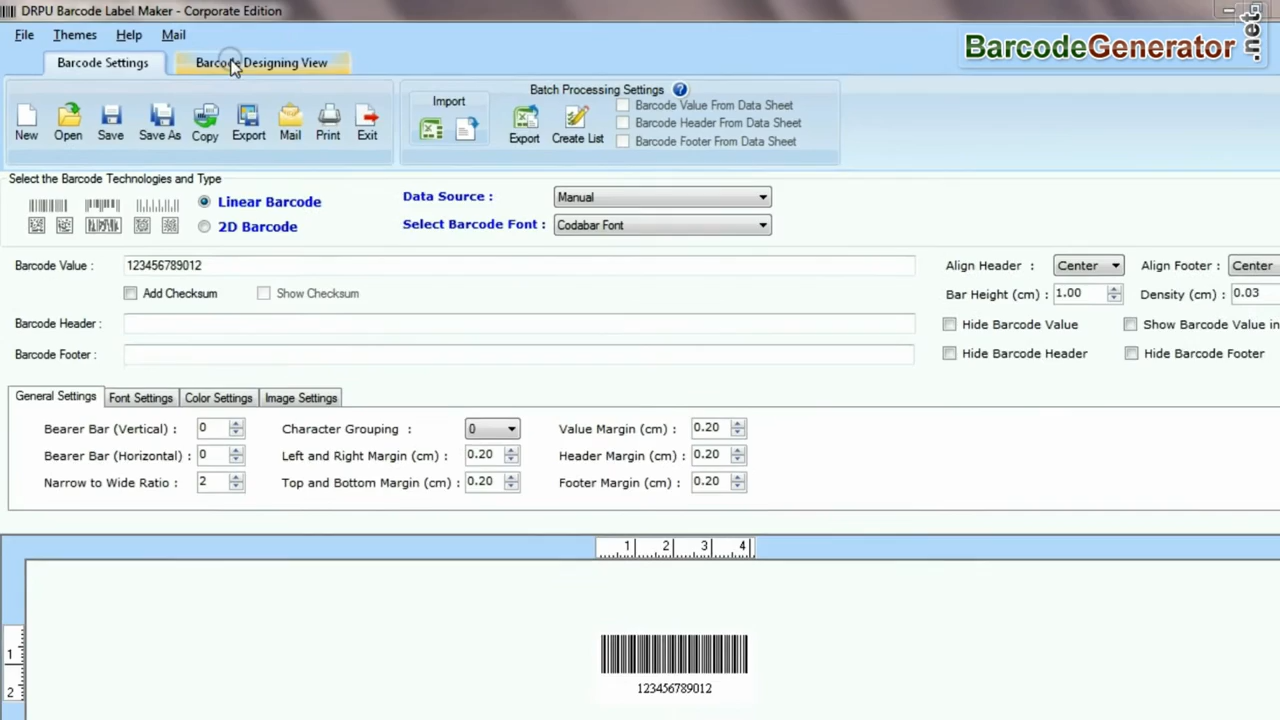 DRPU Barcode Label Maker - Corporate Edition
File Themes Help Mail
BarcodeGenerator.net
Barcode Settings Barcode Designing View
Batch Processing Settings ?
Import
Barcode Value From Data Sheet
Barcode Header From Data Sheet
Barcode Footer From Data Sheet
New Open Save Save As Copy Export Mail Print Exit Export Create List
Select the Barcode Technologies and Type
Linear Barcode Data Source : Manual
2D Barcode Select Barcode Font : Codabar Font
Barcode Value : 123456789012 Align Header : Center Align Footer : Center
Add Checksum Show Checksum Bar Height (cm) : 1.00 Density (cm) : 0.03
Barcode Header : Hide Barcode Value Show Barcode Value in
Barcode Footer : Hide Barcode Header Hide Barcode Footer
General Settings Font Settings Color Settings Image Settings
Bearer Bar (Vertical) : 0 Character Grouping : 0 Value Margin (cm) : 0.20
Bearer Bar (Horizontal) : 0 Left and Right Margin (cm) : 0.20 Header Margin (cm) : 0.20
Narrow to Wide Ratio : 2 Top and Bottom Margin (cm) : 0.20 Footer Margin (cm) : 0.20
1 2 3 4
1
2
123456789012